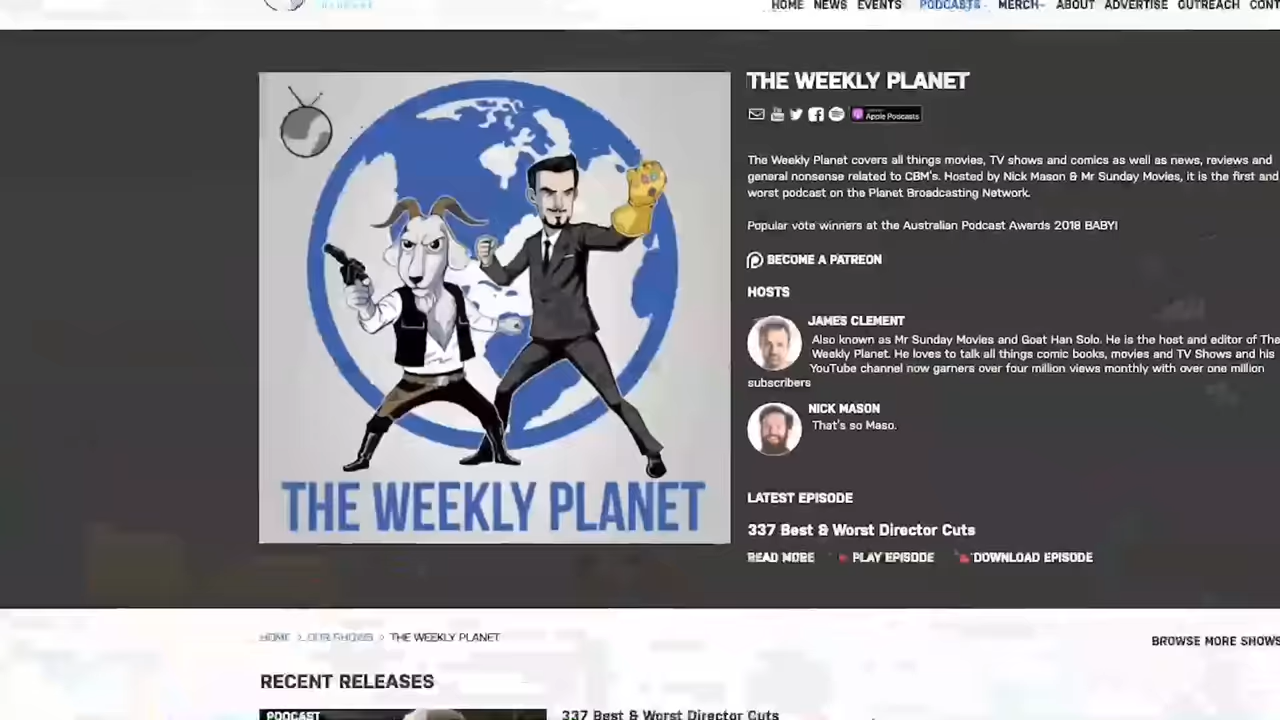 HOME NEWS EVENTS PODCASTS MERCH ABOUT ADVERTISE OUTREACH CONT
THE WEEKLY PLANET
Apple Podcasts
The Weekly Planet covers all things movies, TV shows and comics as well as news, reviews and
general nonsense related to CBM's. Hosted by Nick Mason & Mr Sunday Movies, it is the first and
worst podcast on the Planet Broadcasting Network.
Popular vote winners at the Australian Podcast Awards 2018 BABY!
BECOME A PATREON
HOSTS
JAMES CLEMENT
Also known as Mr Sunday Movies and Goat Han Solo. He is the host and editor of The
Weekly Planet. He loves to talk all things comic books, movies and TV Shows and his
YouTube channel now garners over four million views monthly with over one million
subscribers
NICK MASON
That's so Maso.
THE WEEKLY PLANET
LATEST EPISODE
337 Best & Worst Director Cuts
READ MORE PLAY EPISODE DOWNLOAD EPISODE
HOME > OUR SHOWS > THE WEEKLY PLANET
BROWSE MORE SHOWS
RECENT RELEASES
PODCAST
337 Best & Worst Director Cuts